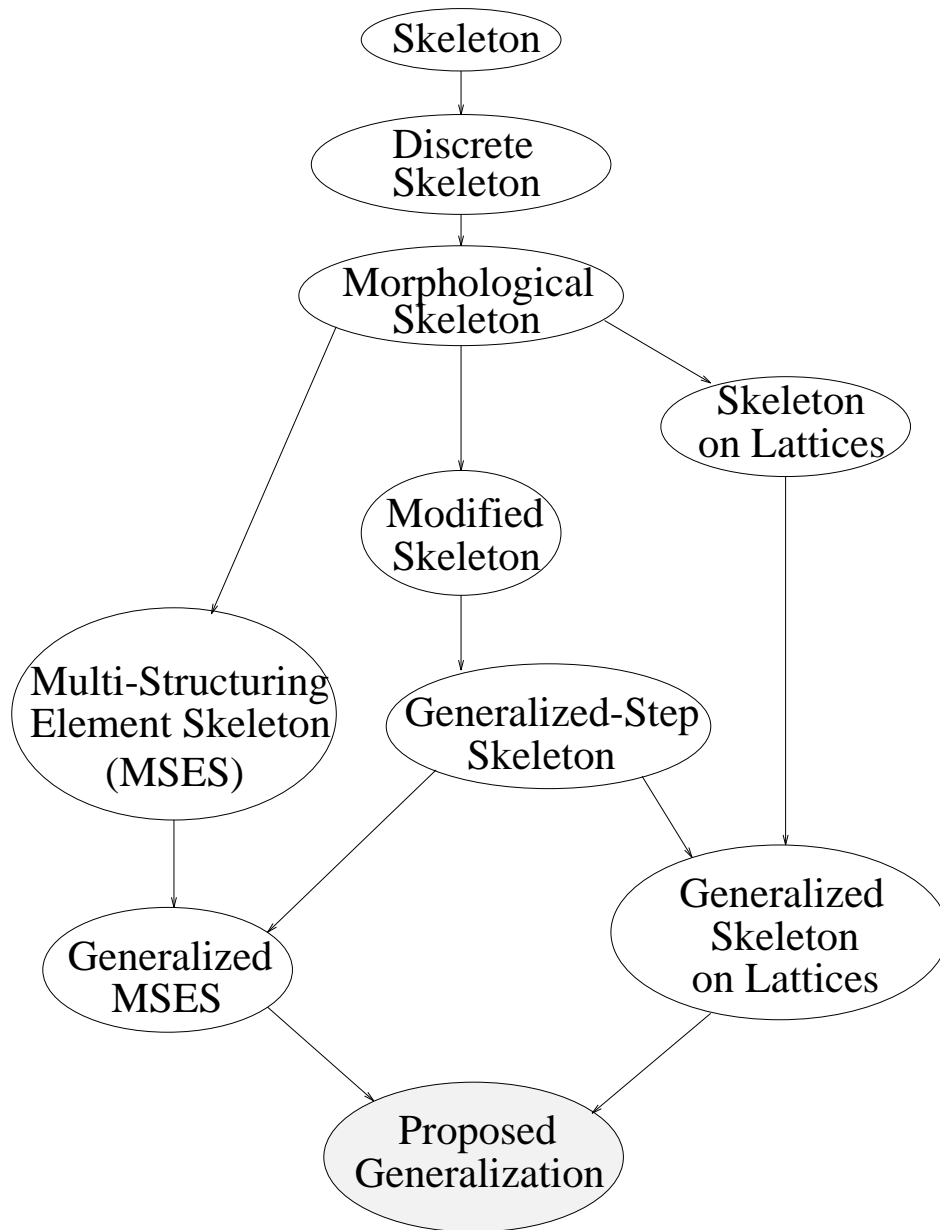 Skeleton
Discrete
Skeleton
Morphological
Skeleton
Skeleton
on Lattices
Modified
Skeleton
Multi-Structuring
Element Skeleton
(MSES)
Generalized-Step
Skeleton
Generalized
MSES
Generalized
Skeleton
on Lattices
Proposed
Generalization